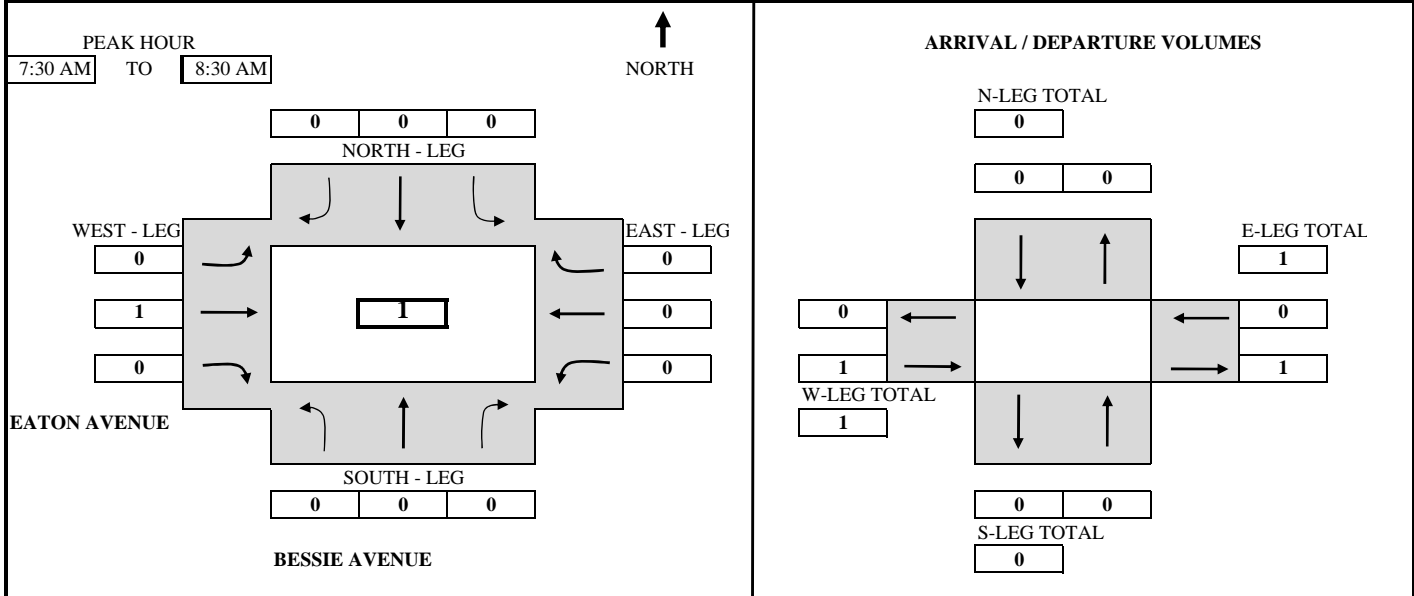 PEAK HOUR
7:30 AM TO 8:30 AM
NORTH
0 0 0
NORTH - LEG
WEST - LEG
EAST - LEG
0
0
1
1
0
0
0
EATON AVENUE
SOUTH - LEG
0 0 0
BESSIE AVENUE
ARRIVAL / DEPARTURE VOLUMES
N-LEG TOTAL
0
0 0
E-LEG TOTAL
1
0
0
1
1
W-LEG TOTAL
1
0 0
S-LEG TOTAL
0